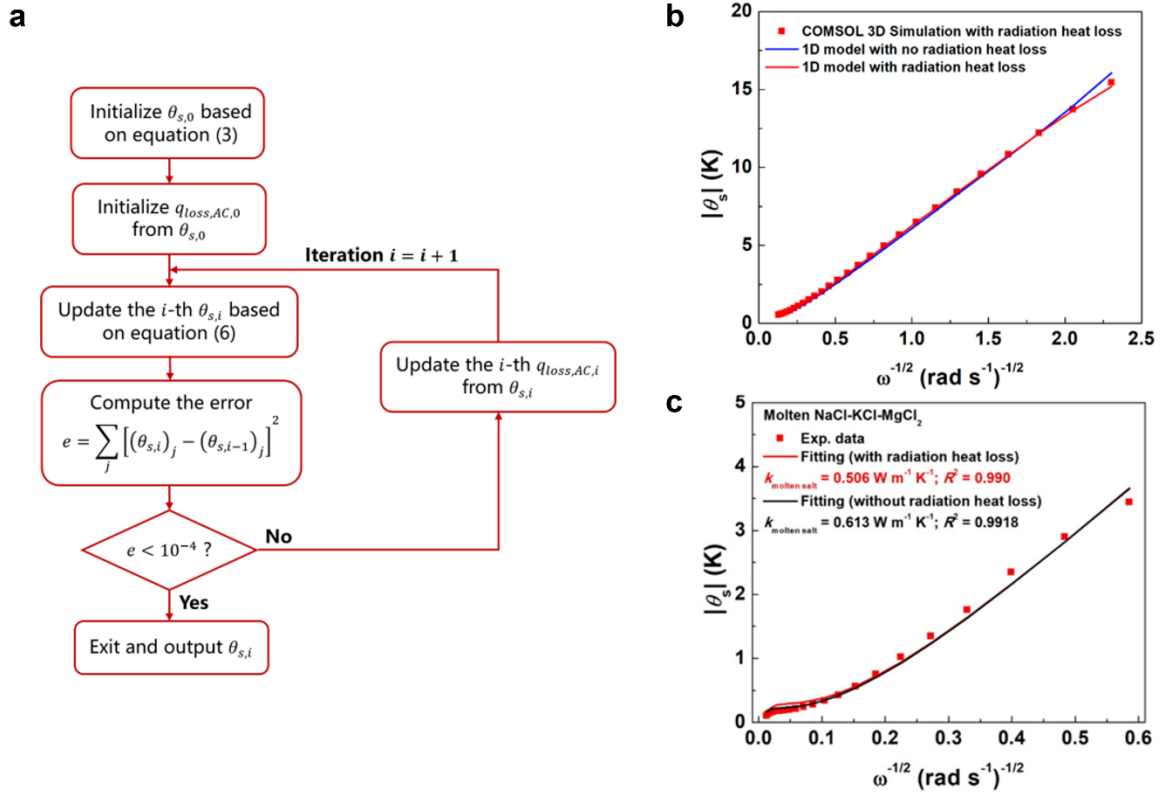 a
Initialize θs,0 based
on equation (3)
Initialize qloss,AC,0
from θs,0
Iteration i = i + 1
Update the i-th θs,i based
on equation (6)
Update the i-th qloss,AC,i
from θs,i
Compute the error
e = ∑j [(θs,i)j − (θs,i−1)j]²
e < 10⁻⁴ ?
No
Yes
Exit and output θs,i
b
20
15
10
5
0
|θs| (K)
COMSOL 3D Simulation with radiation heat loss
1D model with no radiation heat loss
1D model with radiation heat loss
0.0 0.5 1.0 1.5 2.0 2.5
ω-1/2 (rad s-1)-1/2
c
5
4
3
2
1
0
|θs| (K)
Molten NaCl-KCl-MgCl2
Exp. data
Fitting (with radiation heat loss)
kmolten salt = 0.506 W m-1 K-1; R2 = 0.990
Fitting (without radiation heat loss)
kmolten salt = 0.613 W m-1 K-1; R2 = 0.9918
0.0 0.1 0.2 0.3 0.4 0.5 0.6
ω-1/2 (rad s-1)-1/2